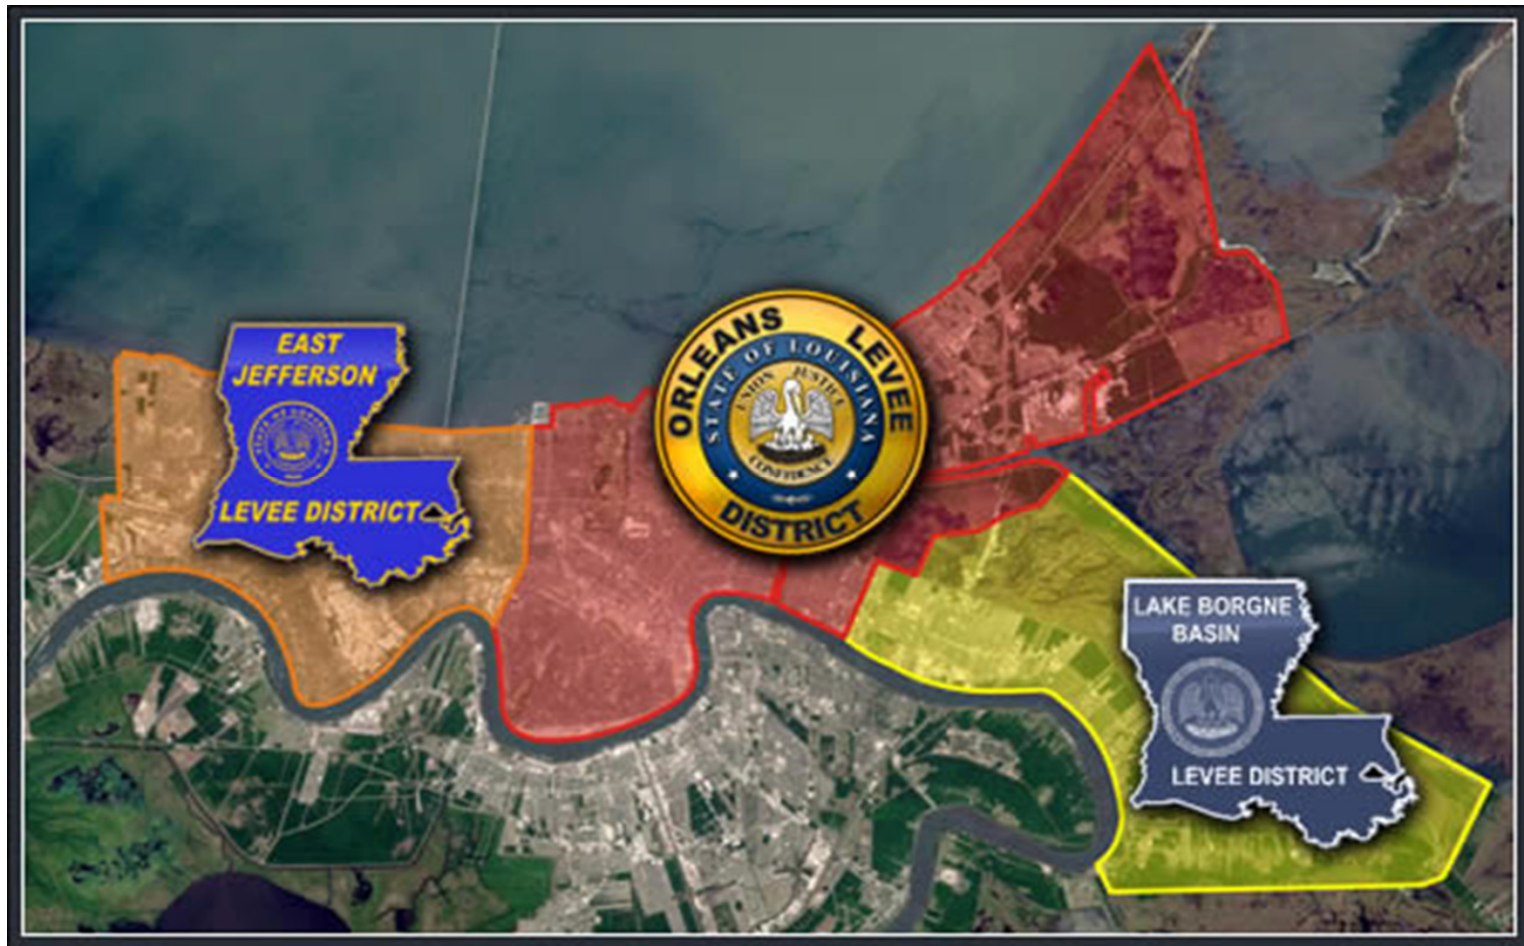 EAST
JEFFERSON
LEVEE DISTRICT
ORLEANS LEVEE
DISTRICT
STATE OF LOUISIANA
UNION JUSTICE
CONFIDENCE
LAKE BORGNE
BASIN
LEVEE DISTRICT